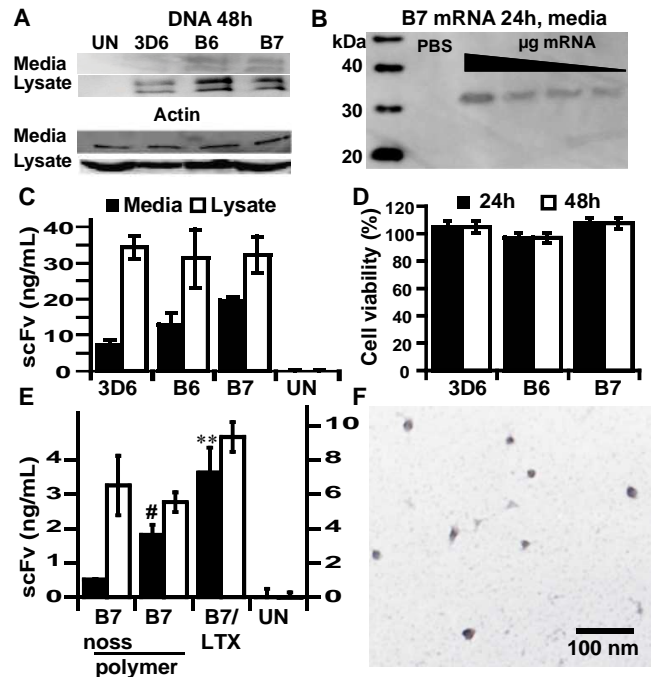 A
DNA 48h
UN 3D6 B6 B7
Media
Lysate
Actin
Media
Lysate
B
B7 mRNA 24h, media
kDa PBS µg mRNA
40
30
20
C
Media Lysate
scFv (ng/mL)
40
30
20
10
0
3D6 B6 B7 UN
D
24h 48h
Cell viability (%)
120
100
80
60
40
20
0
3D6 B6 B7
E
scFv (ng/mL)
4
3
2
1
0
10
8
6
4
2
0
#
**
B7 B7 B7/ UN
noss LTX
polymer
F
100 nm